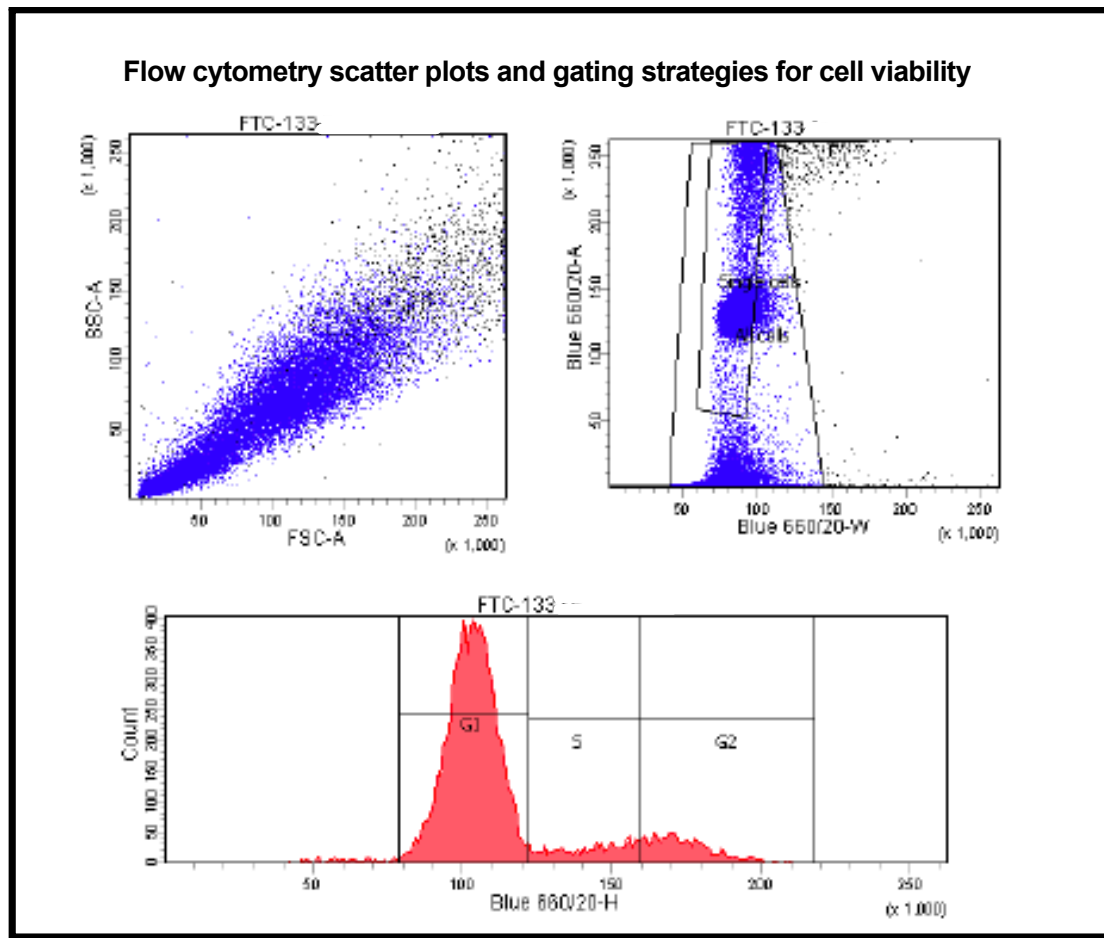 Flow cytometry scatter plots and gating strategies for cell viability
FTC-133
(x 1,000)
250
200
150
100
50
SSC-A
50 100 150 200 250
FSC-A
(x 1,000)
FTC-133
(x 1,000)
250
200
150
100
50
Blue 660/20-A
Single cells
All cells
50 100 150 200 250
Blue 660/20-W
(x 1,000)
FTC-133
400
350
300
250
200
150
100
50
0
Count
G1
S
G2
50 100 150 200 250
Blue 660/20-H
(x 1,000)